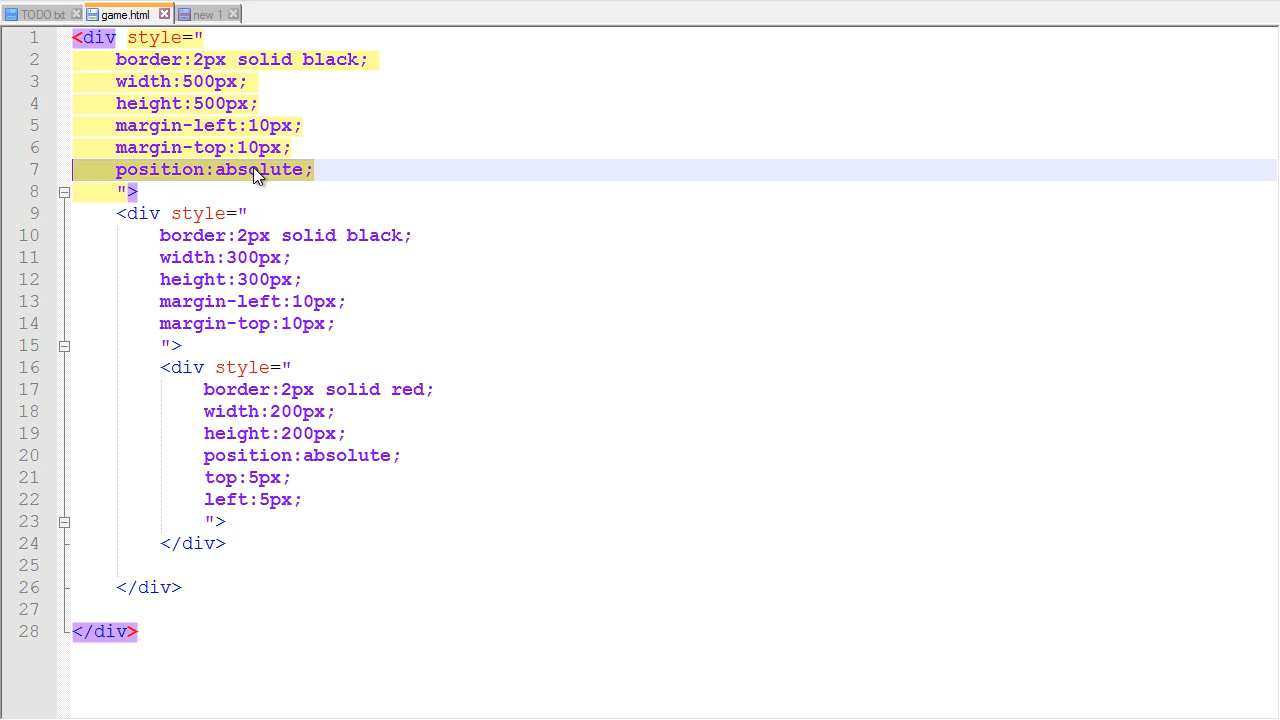 TODO.txt game.html new 1
1 <div style="
2 border:2px solid black;
3 width:500px;
4 height:500px;
5 margin-left:10px;
6 margin-top:10px;
7 position:absolute;
8 ">
9 <div style="
10 border:2px solid black;
11 width:300px;
12 height:300px;
13 margin-left:10px;
14 margin-top:10px;
15 ">
16 <div style="
17 border:2px solid red;
18 width:200px;
19 height:200px;
20 position:absolute;
21 top:5px;
22 left:5px;
23 ">
24 </div>
25
26 </div>
27
28 </div>